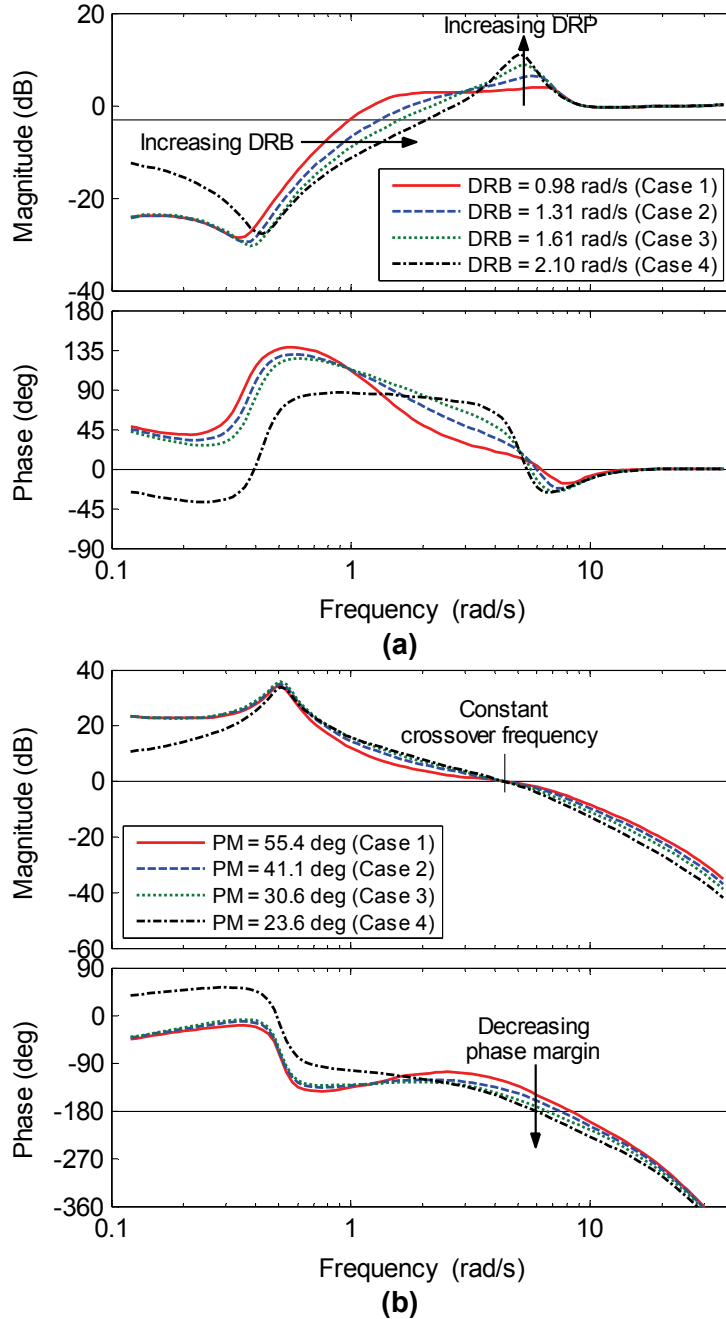 20
0
-20
-40
Magnitude (dB)
Increasing DRP
Increasing DRB
DRB = 0.98 rad/s (Case 1)
DRB = 1.31 rad/s (Case 2)
DRB = 1.61 rad/s (Case 3)
DRB = 2.10 rad/s (Case 4)
180
135
90
45
0
-45
-90
Phase (deg)
0.1 1 10
Frequency (rad/s)
(a)
40
20
0
-20
-40
-60
Magnitude (dB)
Constant
crossover frequency
PM = 55.4 deg (Case 1)
PM = 41.1 deg (Case 2)
PM = 30.6 deg (Case 3)
PM = 23.6 deg (Case 4)
90
0
-90
-180
-270
-360
Phase (deg)
Decreasing
phase margin
0.1 1 10
Frequency (rad/s)
(b)